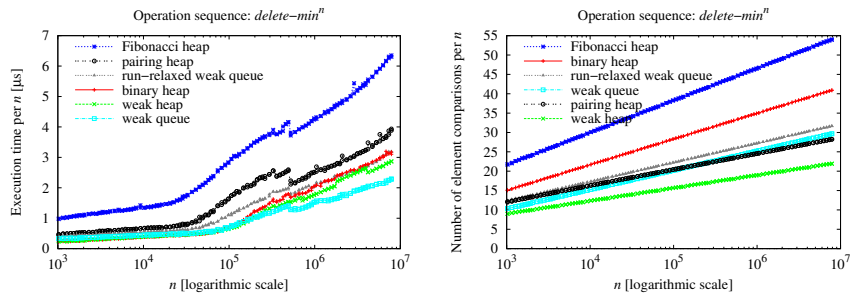 Operation sequence: delete−min^n
Execution time per n [µs]
7
6
5
4
3
2
1
0
Fibonacci heap
pairing heap
run−relaxed weak queue
binary heap
weak heap
weak queue
10^3 10^4 10^5 10^6 10^7
n [logarithmic scale]
Operation sequence: delete−min^n
Number of element comparisons per n
55
50
45
40
35
30
25
20
15
10
5
0
Fibonacci heap
binary heap
run−relaxed weak queue
weak queue
pairing heap
weak heap
10^3 10^4 10^5 10^6 10^7
n [logarithmic scale]